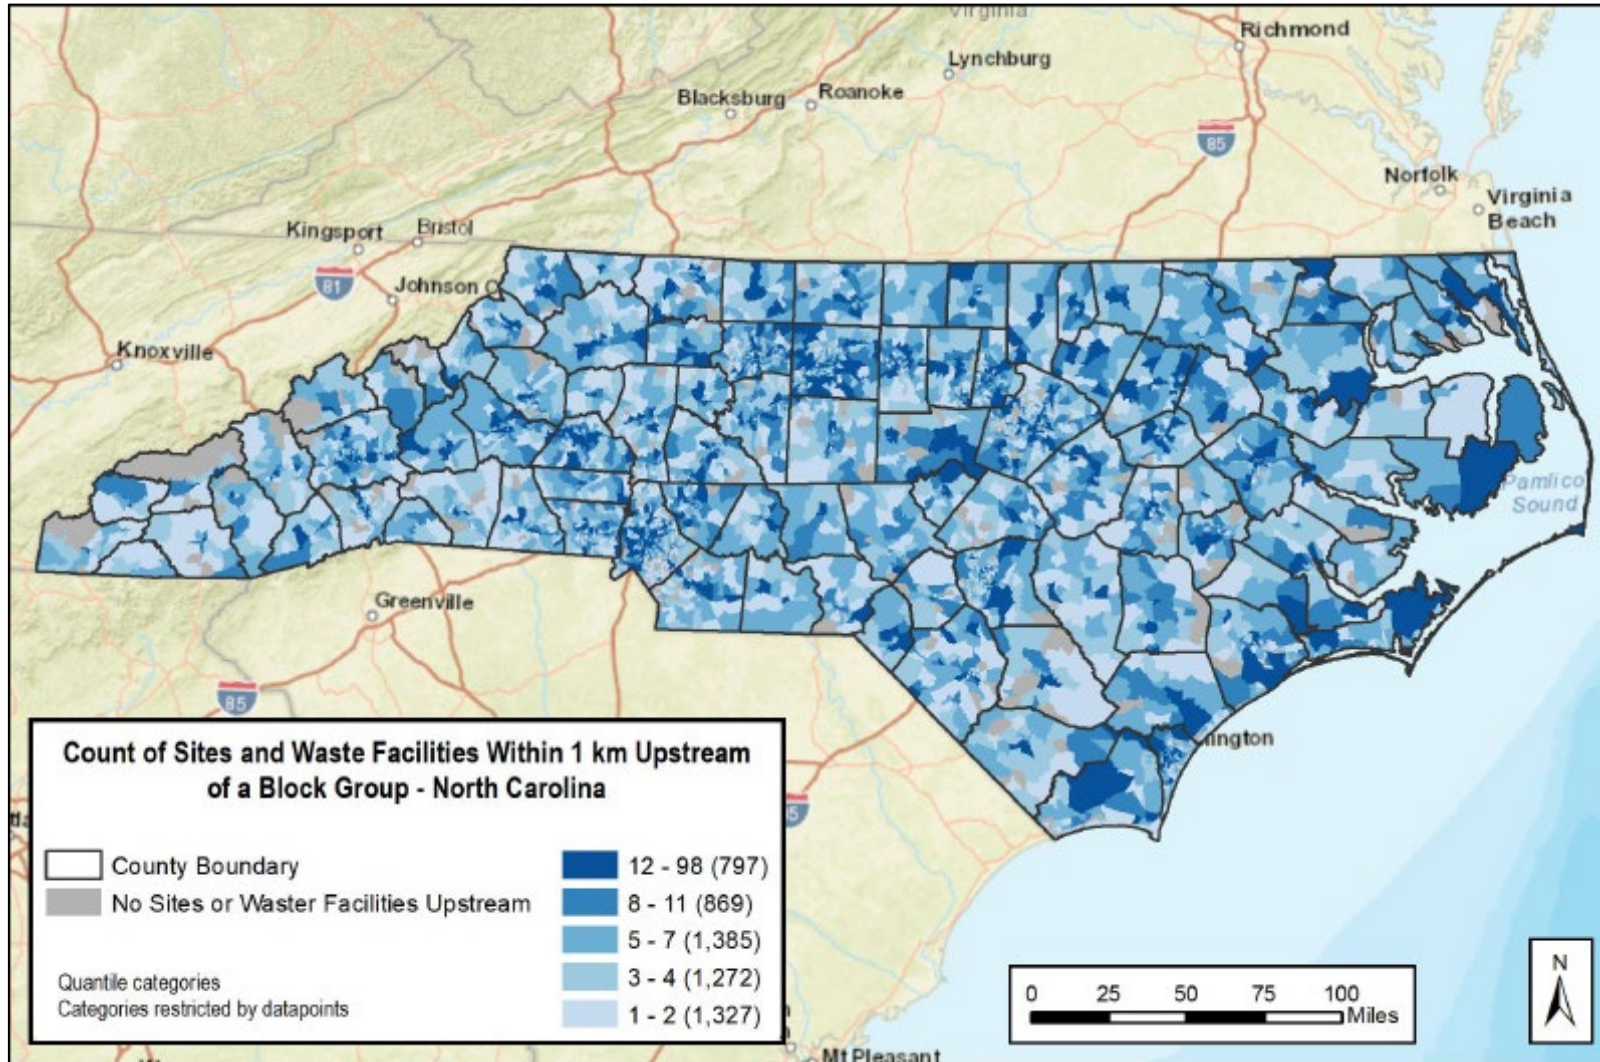 Virginia
Richmond
Lynchburg
Blacksburg
Roanoke
85
Norfolk
Virginia
Beach
Kingsport
Bristol
81
Johnson C
Knoxville
Pamlico
Sound
Greenville
85
lington
Count of Sites and Waste Facilities Within 1 km Upstream
of a Block Group - North Carolina
County Boundary
No Sites or Waster Facilities Upstream
12 - 98 (797)
8 - 11 (869)
5 - 7 (1,385)
3 - 4 (1,272)
1 - 2 (1,327)
Quantile categories
Categories restricted by datapoints
0 25 50 75 100
Miles
N
Mt Pleasant